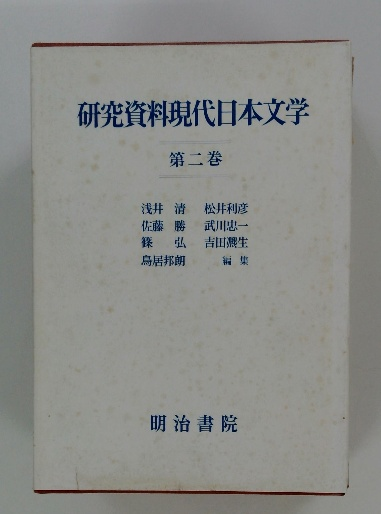 研究資料現代日本文学
第二巻
浅井 清 松井利彦
佐藤 勝 武川忠一
篠 弘 吉田凞生
鳥居邦朗 編集
明治書院